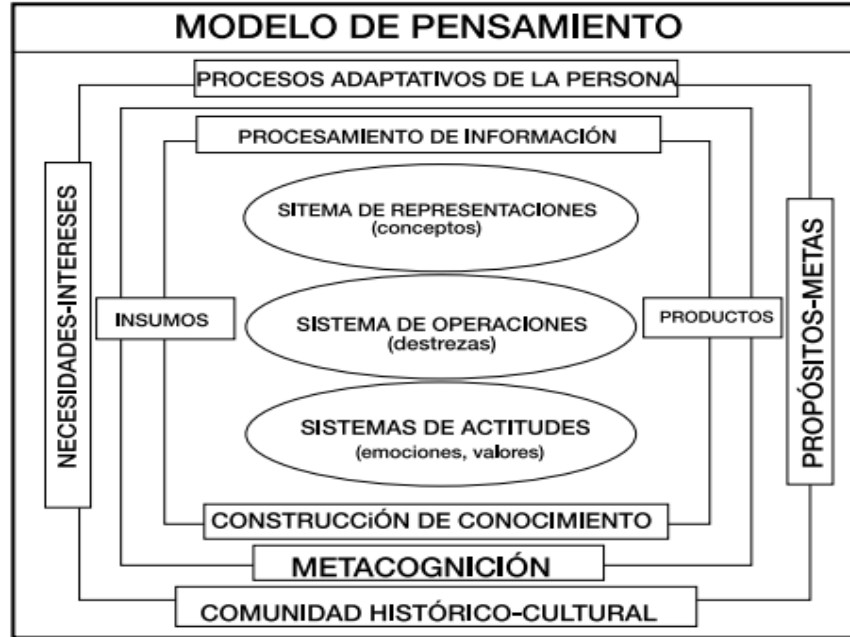 MODELO DE PENSAMIENTO
PROCESOS ADAPTATIVOS DE LA PERSONA
PROCESAMIENTO DE INFORMACIÓN
NECESIDADES-INTERESES
SITEMA DE REPRESENTACIONES
(conceptos)
INSUMOS
SISTEMA DE OPERACIONES
(destrezas)
PRODUCTOS
PROPÓSITOS-METAS
SISTEMAS DE ACTITUDES
(emociones, valores)
CONSTRUCCiÓN DE CONOCIMIENTO
METACOGNICIÓN
COMUNIDAD HISTÓRICO-CULTURAL